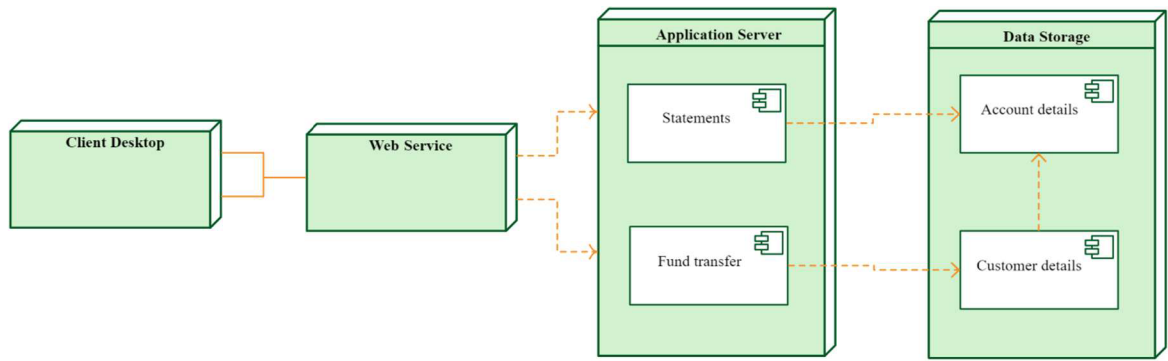 Client Desktop
Web Service
Application Server
Statements
Fund transfer
Data Storage
Account details
Customer details